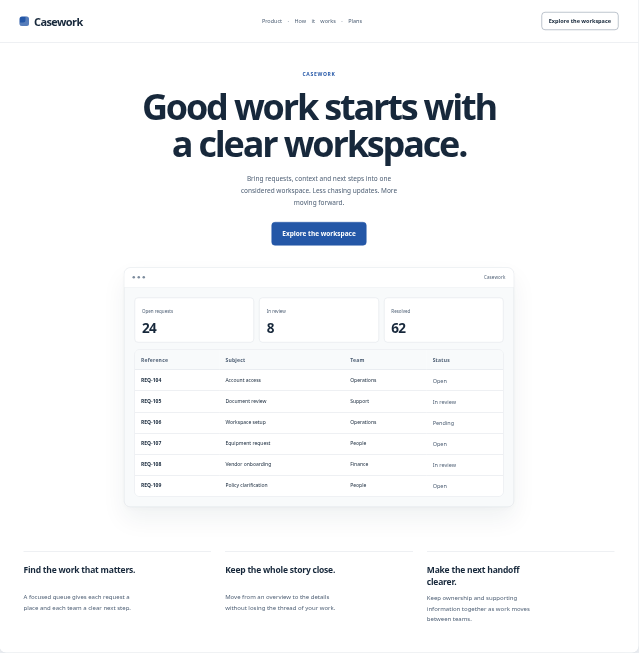 Casework
Product · How it works · Plans
Explore the workspace
CASEWORK
Good work starts with
a clear workspace.
Bring requests, context and next steps into one
considered workspace. Less chasing updates. More
moving forward.
Explore the workspace
Casework
Open requests
24
In review
8
Resolved
62
Reference Subject Team Status
REQ-104 Account access Operations Open
REQ-105 Document review Support In review
REQ-106 Workspace setup Operations Pending
REQ-107 Equipment request People Open
REQ-108 Vendor onboarding Finance In review
REQ-109 Policy clarification People Open
Find the work that matters.
A focused queue gives each request a
place and each team a clear next step.
Keep the whole story close.
Move from an overview to the details
without losing the thread of your work.
Make the next handoff
clearer.
Keep ownership and supporting
information together as work moves
between teams.